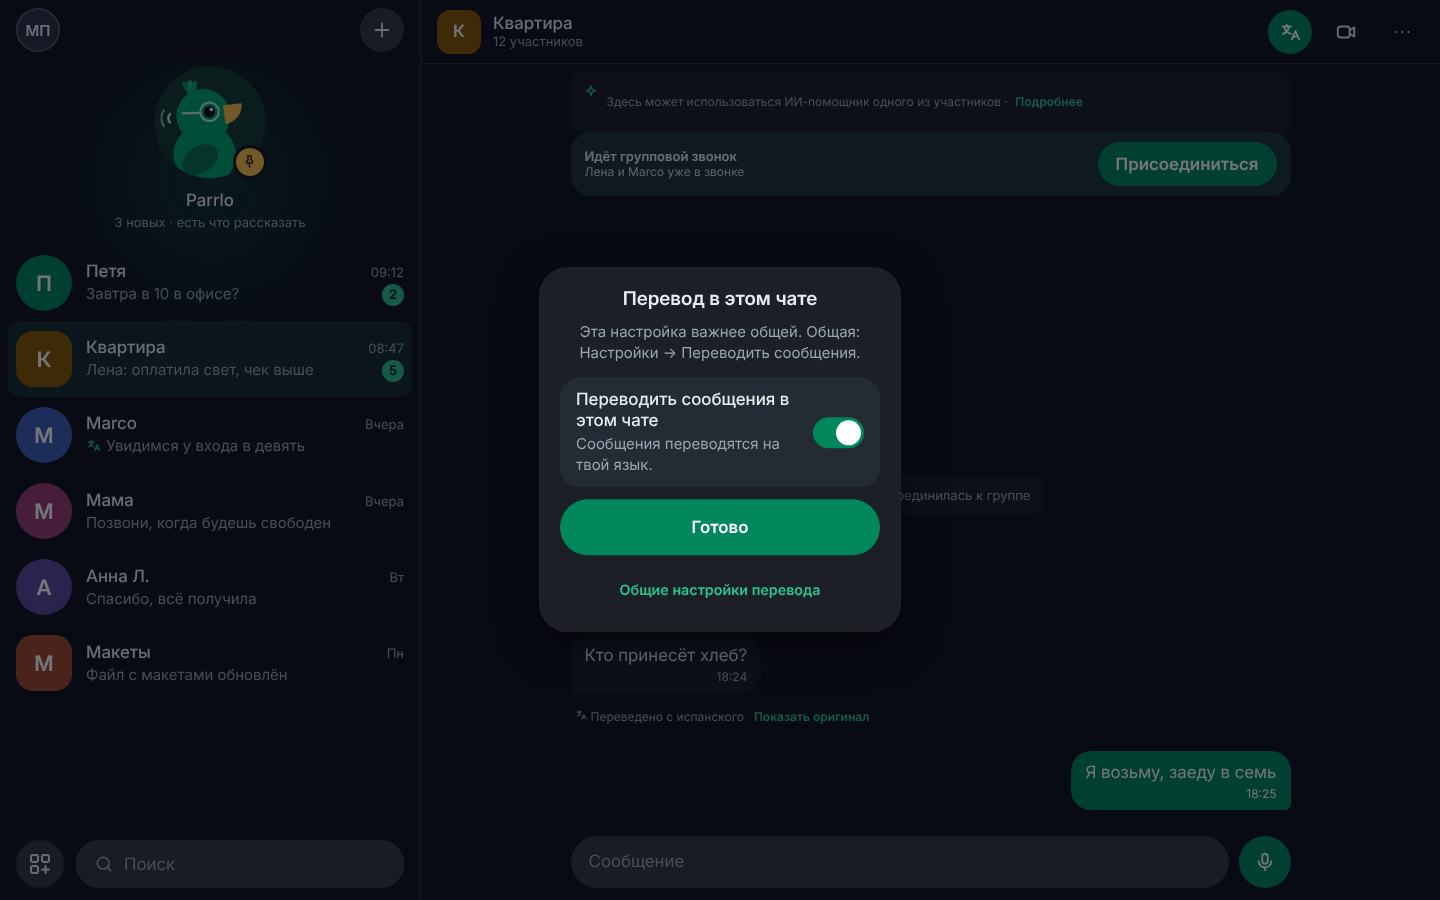 МП
Parrlo
3 новых · есть что рассказать
П
Петя
09:12
Завтра в 10 в офисе?
2
К
Квартира
08:47
Лена: оплатила свет, чек выше
5
M
Marco
Вчера
Увидимся у входа в девять
М
Мама
Вчера
Позвони, когда будешь свободен
А
Анна Л.
Вт
Спасибо, всё получила
М
Макеты
Пн
Файл с макетами обновлён
Поиск
К
Квартира
12 участников
Здесь может использоваться ИИ-помощник одного из участников · Подробнее
Идёт групповой звонок
Лена и Marco уже в звонке
Присоединиться
Перевод в этом чате
Эта настройка важнее общей. Общая:
Настройки → Переводить сообщения.
Переводить сообщения в
этом чате
Сообщения переводятся на
твой язык.
Готово
Общие настройки перевода
к группе
Кто принесёт хлеб?
18:24
Переведено с испанского Показать оригинал
Я возьму, заеду в семь
18:25
Сообщение